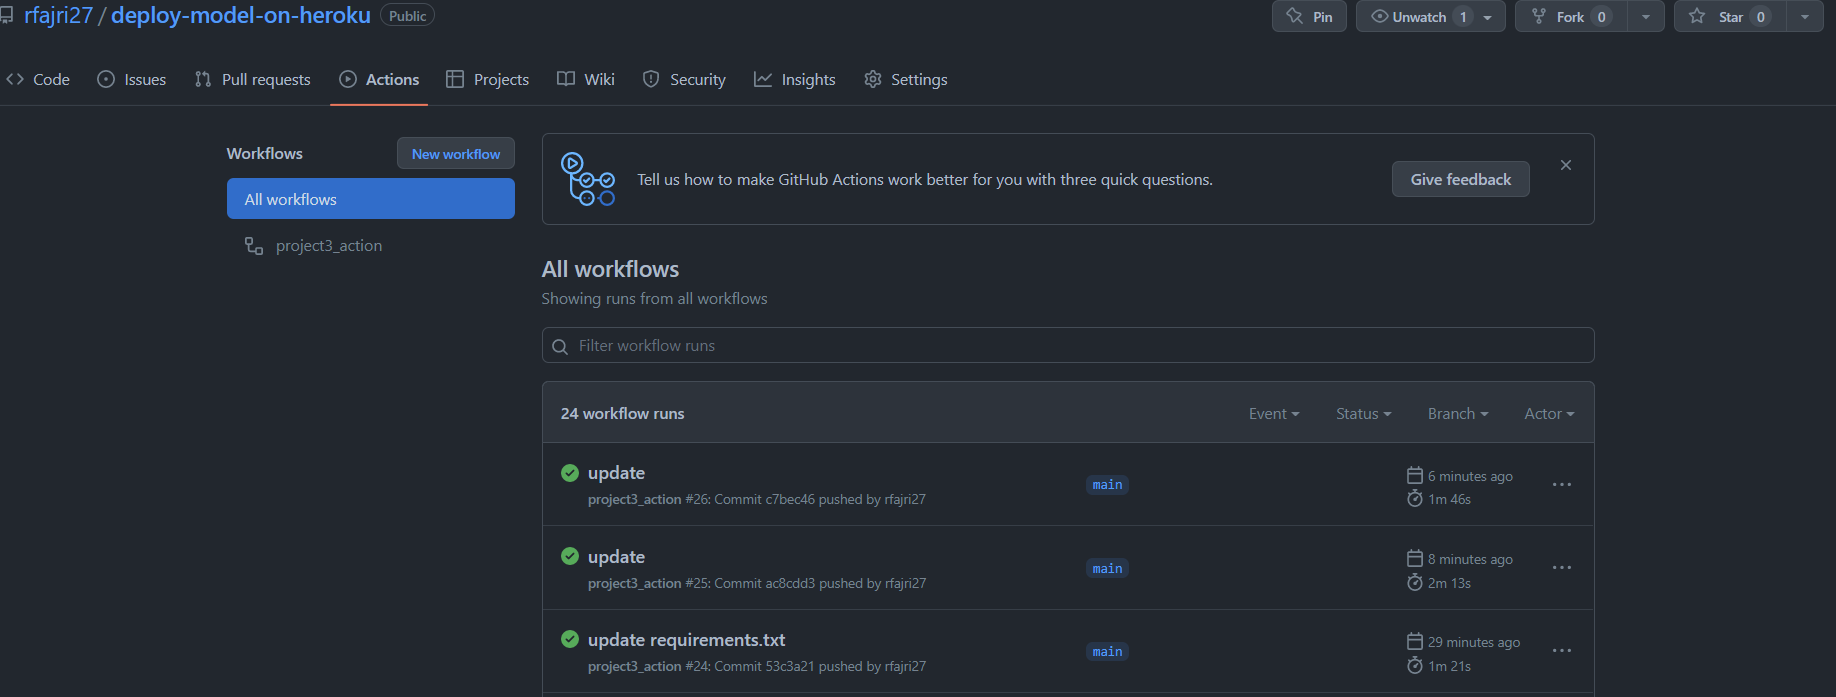 rfajri27 / deploy-model-on-heroku Public
Pin Unwatch 1 Fork 0 Star 0
Code Issues Pull requests Actions Projects Wiki Security Insights Settings
Workflows New workflow
All workflows
project3_action
Tell us how to make GitHub Actions work better for you with three quick questions. Give feedback
All workflows
Showing runs from all workflows
Filter workflow runs
24 workflow runs Event Status Branch Actor
update
project3_action #26: Commit c7bec46 pushed by rfajri27
main
6 minutes ago
1m 46s
update
project3_action #25: Commit ac8cdd3 pushed by rfajri27
main
8 minutes ago
2m 13s
update requirements.txt
project3_action #24: Commit 53c3a21 pushed by rfajri27
main
29 minutes ago
1m 21s